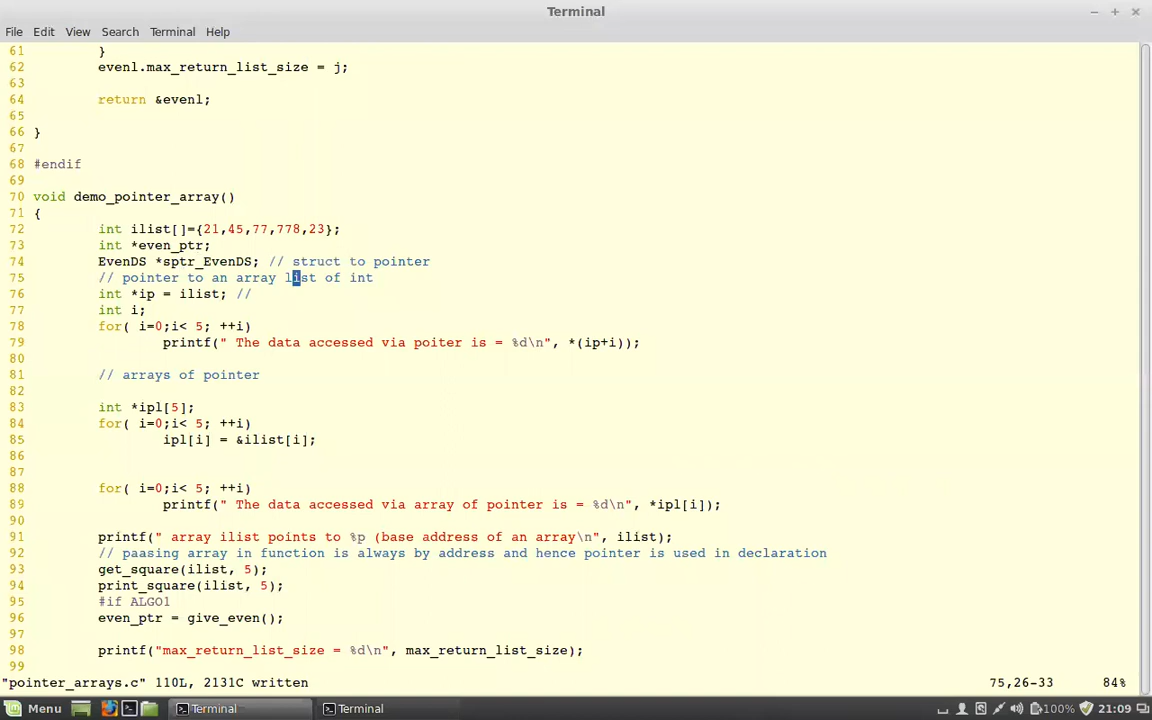 Terminal
File Edit View Search Terminal Help
61 }
62 evenl.max_return_list_size = j;
63
64 return &evenl;
65
66 }
67
68 #endif
69
70 void demo_pointer_array()
71 {
72 int ilist[]={21,45,77,778,23};
73 int *even_ptr;
74 EvenDS *sptr_EvenDS; // struct to pointer
75 // pointer to an array list of int
76 int *ip = ilist; //
77 int i;
78 for( i=0;i< 5; ++i)
79 printf(" The data accessed via poiter is = %d\n", *(ip+i));
80
81 // arrays of pointer
82
83 int *ipl[5];
84 for( i=0;i< 5; ++i)
85 ipl[i] = &ilist[i];
86
87
88 for( i=0;i< 5; ++i)
89 printf(" The data accessed via array of pointer is = %d\n", *ipl[i]);
90
91 printf(" array ilist points to %p (base address of an array\n", ilist);
92 // paasing array in function is always by address and hence pointer is used in declaration
93 get_square(ilist, 5);
94 print_square(ilist, 5);
95 #if ALGO1
96 even_ptr = give_even();
97
98 printf("max_return_list_size = %d\n", max_return_list_size);
99
"pointer_arrays.c" 110L, 2131C written 75,26-33 84%
Menu Terminal Terminal 100% 21:09